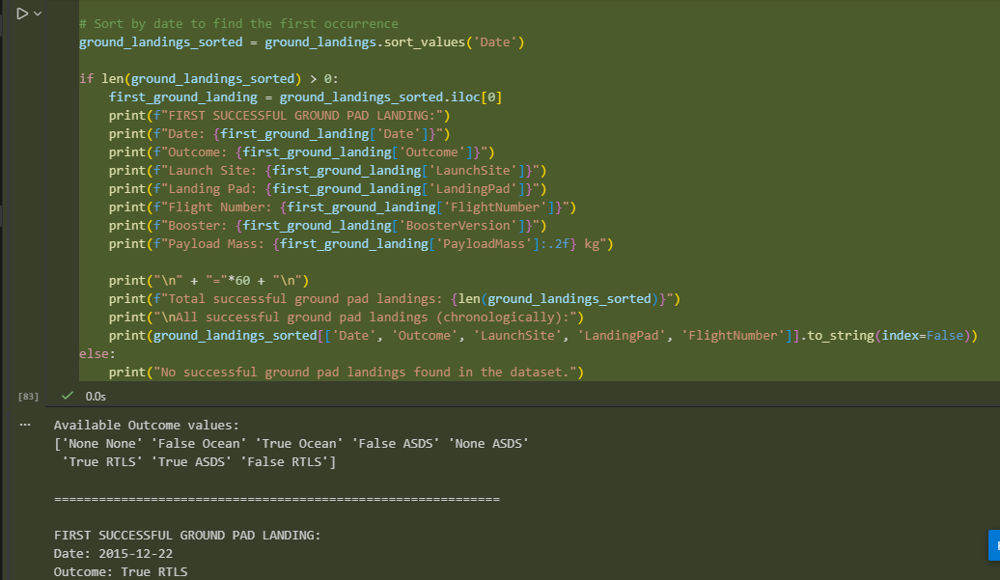 # Sort by date to find the first occurrence
ground_landings_sorted = ground_landings.sort_values('Date')
if len(ground_landings_sorted) > 0:
    first_ground_landing = ground_landings_sorted.iloc[0]
    print(f"FIRST SUCCESSFUL GROUND PAD LANDING:")
    print(f"Date: {first_ground_landing['Date']}")
    print(f"Outcome: {first_ground_landing['Outcome']}")
    print(f"Launch Site: {first_ground_landing['LaunchSite']}")
    print(f"Landing Pad: {first_ground_landing['LandingPad']}")
    print(f"Flight Number: {first_ground_landing['FlightNumber']}")
    print(f"Booster: {first_ground_landing['BoosterVersion']}")
    print(f"Payload Mass: {first_ground_landing['PayloadMass']:.2f} kg")
    print("\n" + "="*60 + "\n")
    print(f"Total successful ground pad landings: {len(ground_landings_sorted)}")
    print("\nAll successful ground pad landings (chronologically):")
    print(ground_landings_sorted[['Date', 'Outcome', 'LaunchSite', 'LandingPad', 'FlightNumber']].to_string(index=False))
else:
    print("No successful ground pad landings found in the dataset.")
[83] ✓ 0.0s
... Available Outcome values:
['None None' 'False Ocean' 'True Ocean' 'False ASDS' 'None ASDS'
 'True RTLS' 'True ASDS' 'False RTLS']
============================================================
FIRST SUCCESSFUL GROUND PAD LANDING:
Date: 2015-12-22
Outcome: True RTLS